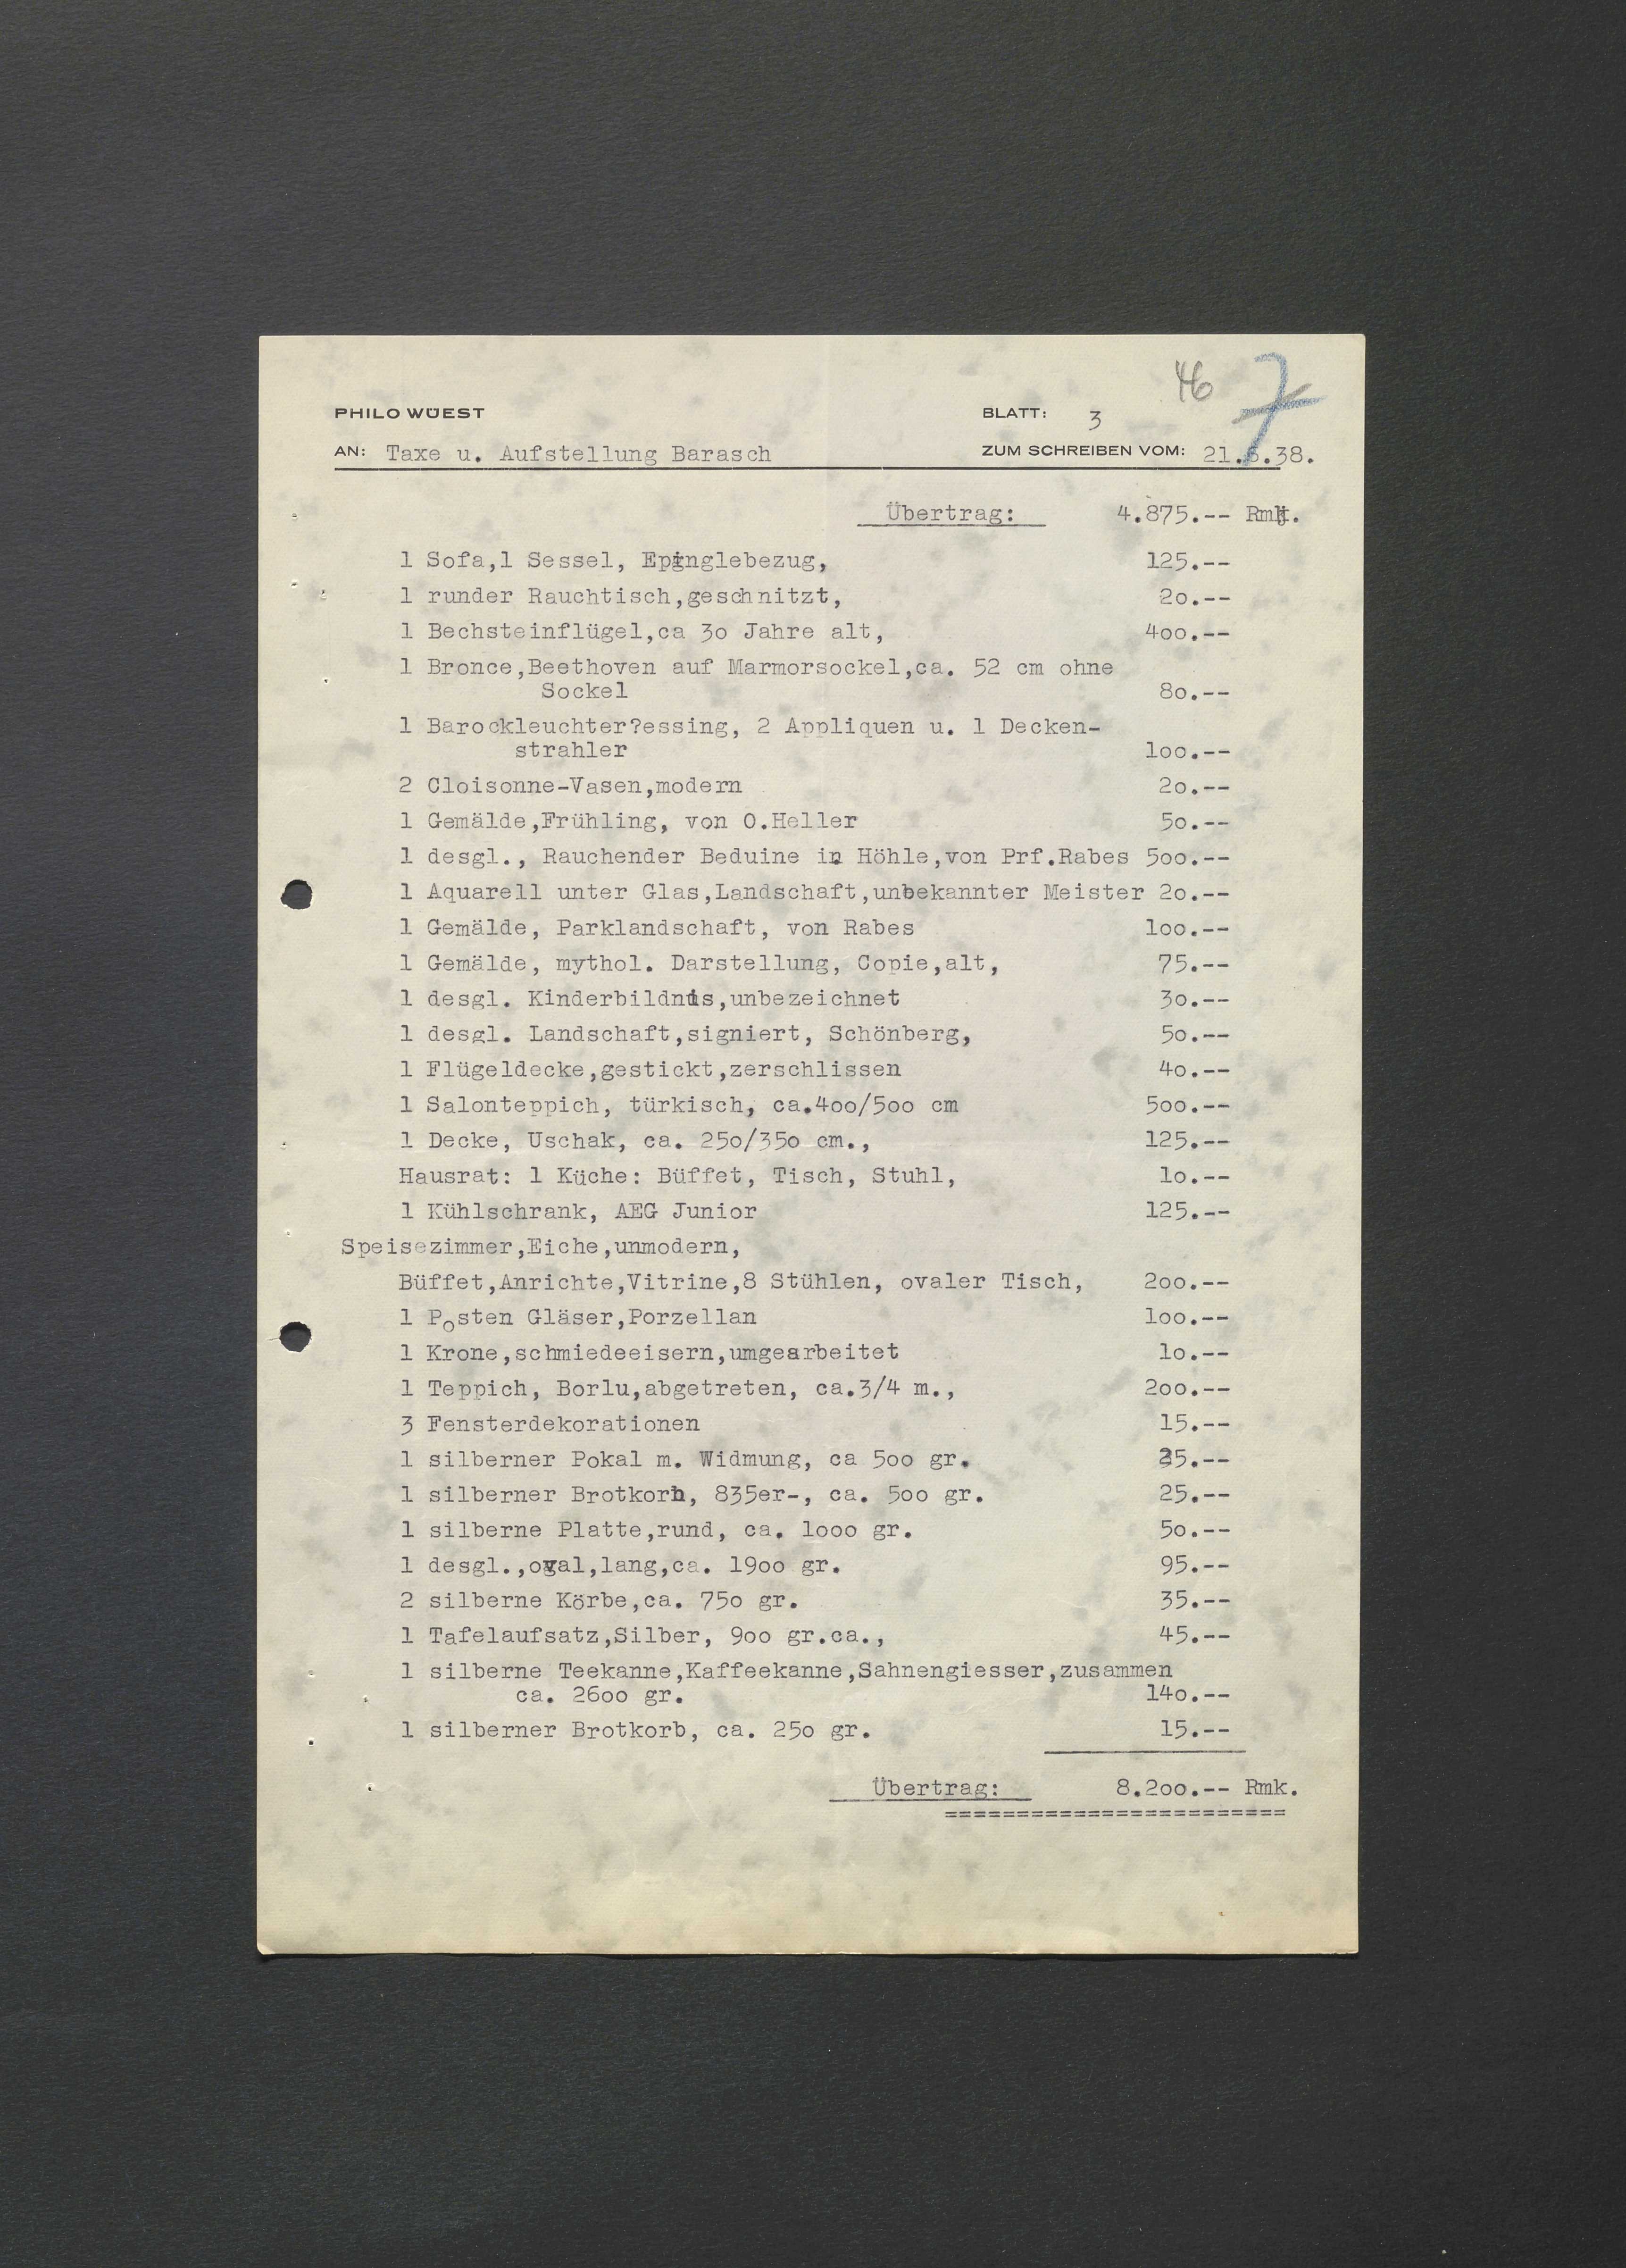 46 7
PHILO WÜEST BLATT: 3
AN: Taxe u. Aufstellung Barasch ZUM SCHREIBEN VOM: 21.6.38.
Übertrag: 4.875.-- Rmk.
1 Sofa,1 Sessel, Epinglebezug, 125.--
1 runder Rauchtisch,geschnitzt, 2o.--
1 Bechsteinflügel,ca 3o Jahre alt, 4oo.--
1 Bronce,Beethoven auf Marmorsockel,ca. 52 cm ohne
Sockel 8o.--
1 Barockleuchter?essing, 2 Appliquen u. 1 Decken-
strahler 1oo.--
2 Cloisonne-Vasen,modern 2o.--
1 Gemälde,Frühling, von O.Heller 5o.--
1 desgl., Rauchender Beduine in Höhle,von Prf.Rabes 5oo.--
1 Aquarell unter Glas,Landschaft,unbekannter Meister 2o.--
1 Gemälde, Parklandschaft, von Rabes 1oo.--
1 Gemälde, mythol. Darstellung, Copie,alt, 75.--
1 desgl. Kinderbildnis,unbezeichnet 3o.--
1 desgl. Landschaft,signiert, Schönberg, 5o.--
1 Flügeldecke,gestickt,zerschlissen 4o.--
1 Salonteppich, türkisch, ca.4oo/5oo cm 5oo.--
1 Decke, Uschak, ca. 25o/35o cm., 125.--
Hausrat: 1 Küche: Büffet, Tisch, Stuhl, 1o.--
1 Kühlschrank, AEG Junior 125.--
Speisezimmer,Eiche,unmodern,
Büffet,Anrichte,Vitrine,8 Stühlen, ovaler Tisch, 2oo.--
1 Posten Gläser,Porzellan 1oo.--
1 Krone,schmiedeeisern,umgearbeitet 1o.--
1 Teppich, Borlu,abgetreten, ca.3/4 m., 2oo.--
3 Fensterdekorationen 15.--
1 silberner Pokal m. Widmung, ca 5oo gr. 25.--
1 silberner Brotkorb, 835er-, ca. 5oo gr. 25.--
1 silberne Platte,rund, ca. 1ooo gr. 5o.--
1 desgl.,oval,lang,ca. 19oo gr. 95.--
2 silberne Körbe,ca. 75o gr. 35.--
1 Tafelaufsatz,Silber, 9oo gr.ca., 45.--
1 silberne Teekanne,Kaffeekanne,Sahnengiesser,zusammen
ca. 26oo gr. 14o.--
1 silberner Brotkorb, ca. 25o gr. 15.--
Übertrag: 8.2oo.-- Rmk.
========================